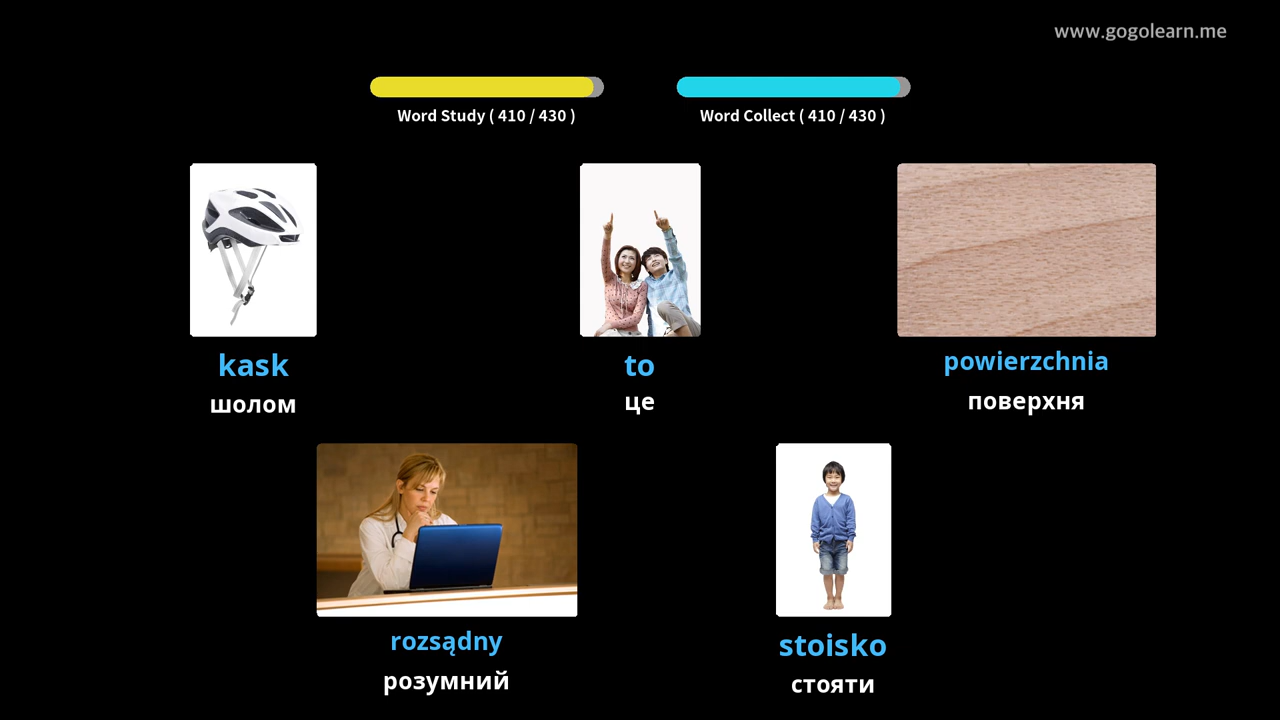 www.gogolearn.me
Word Study ( 410 / 430 )
Word Collect ( 410 / 430 )
kask
шолом
to
це
powierzchnia
поверхня
rozsądny
розумний
stoisko
стояти